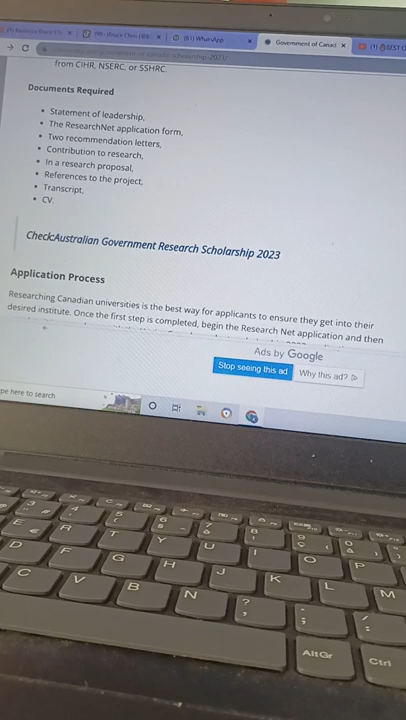 (61) WhatsApp
Government of Canad
from CIHR, NSERC, or SSHRC.
Documents Required
• Statement of leadership,
• The ResearchNet application form,
• Two recommendation letters,
• Contribution to research,
• In a research proposal,
• References to the project,
• Transcript,
• CV.
Check:Australian Government Research Scholarship 2023
Application Process
Researching Canadian universities is the best way for applicants to ensure they get into their
desired institute. Once the first step is completed, begin the Research Net application and then
Ads by Google
Stop seeing this ad
Why this ad?
pe here to search
E € R T Y U I O P
D F G H J K L M
C V B N ? , ; : /
AltGr Ctrl